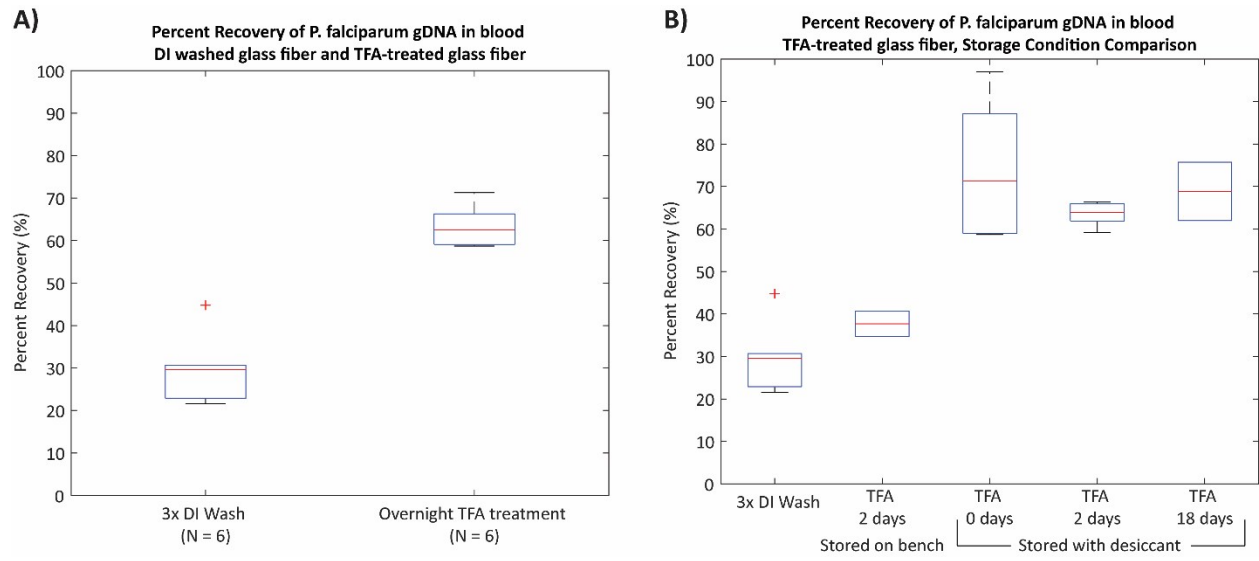 A)
Percent Recovery of P. falciparum gDNA in blood
DI washed glass fiber and TFA-treated glass fiber
Percent Recovery (%)
100
90
80
70
60
50
40
30
20
10
0
3x DI Wash
(N = 6)
Overnight TFA treatment
(N = 6)
B)
Percent Recovery of P. falciparum gDNA in blood
TFA-treated glass fiber, Storage Condition Comparison
Percent Recovery (%)
100
90
80
70
60
50
40
30
20
10
0
3x DI Wash
TFA
2 days
TFA
0 days
TFA
2 days
TFA
18 days
Stored on bench
Stored with desiccant